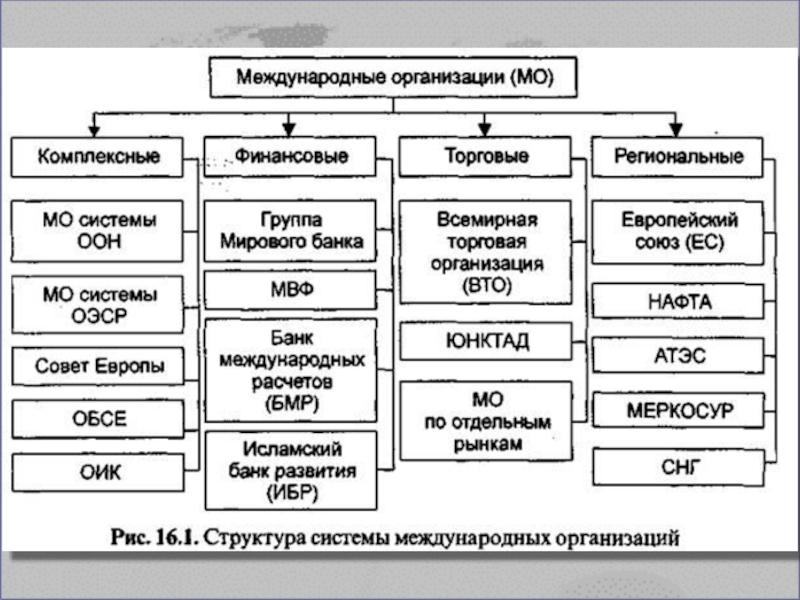 Международные организации (МО)
Комплексные
МО системы
ООН
МО системы
ОЭСР
Совет Европы
ОБСЕ
ОИК
Финансовые
Группа
Мирового банка
МВФ
Банк
международных
расчетов
(БМР)
Исламский
банк развития
(ИБР)
Торговые
Всемирная
торговая
организация
(ВТО)
ЮНКТАД
МО
по отдельным
рынкам
Региональные
Европейский
союз (ЕС)
НАФТА
АТЭС
МЕРКОСУР
СНГ
Рис. 16.1. Структура системы международных организаций